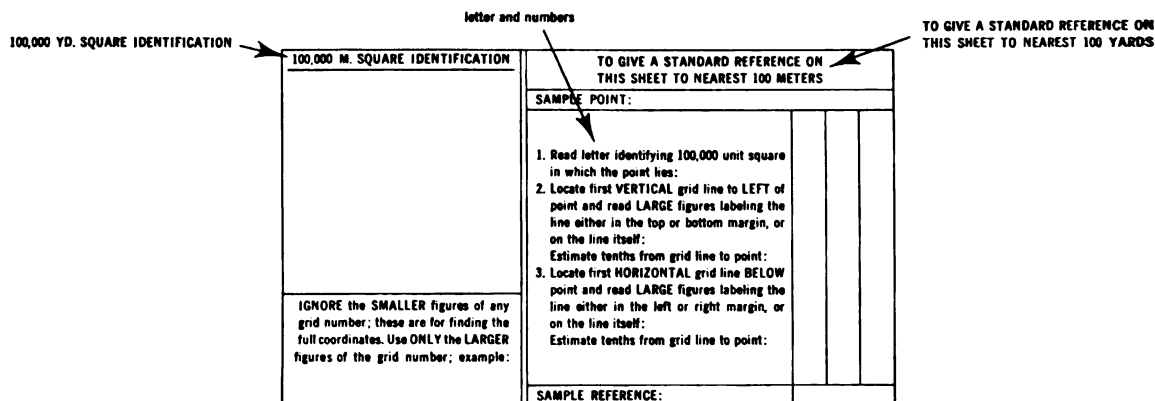 letter and numbers
100,000 YD. SQUARE IDENTIFICATION
TO GIVE A STANDARD REFERENCE ON
THIS SHEET TO NEAREST 100 YARDS
100,000 M. SQUARE IDENTIFICATION
TO GIVE A STANDARD REFERENCE ON
THIS SHEET TO NEAREST 100 METERS
SAMPLE POINT:
1. Read letter identifying 100,000 unit square
in which the point lies:
2. Locate first VERTICAL grid line to LEFT of
point and read LARGE figures labeling the
line either in the top or bottom margin, or
on the line itself:
Estimate tenths from grid line to point:
3. Locate first HORIZONTAL grid line BELOW
point and read LARGE figures labeling the
line either in the left or right margin, or
on the line itself:
Estimate tenths from grid line to point:
IGNORE the SMALLER figures of any
grid number; these are for finding the
full coordinates. Use ONLY the LARGER
figures of the grid number; example:
SAMPLE REFERENCE: